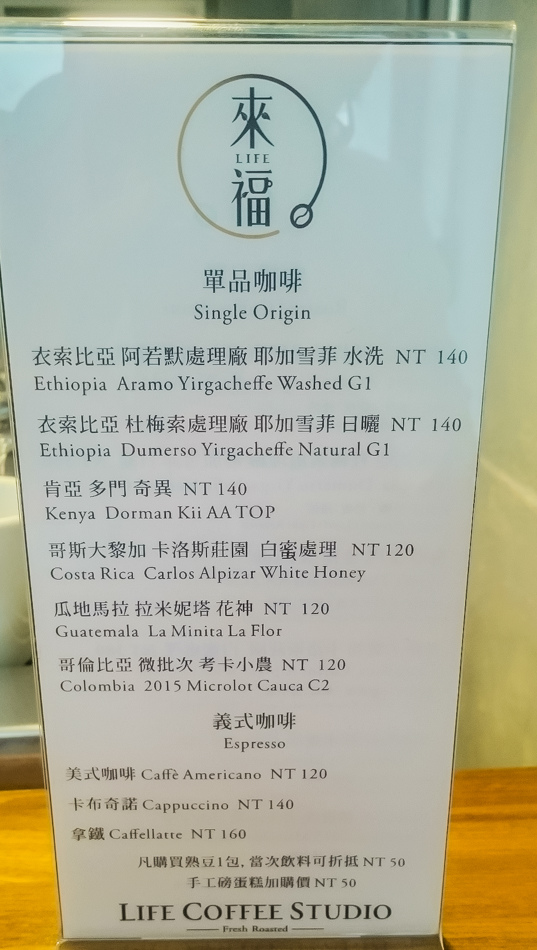 來
LIFE
福
單品咖啡
Single Origin
衣索比亞 阿若默處理廠 耶加雪菲 水洗 NT 140
Ethiopia Aramo Yirgacheffe Washed G1
衣索比亞 杜梅索處理廠 耶加雪菲 日曬 NT 140
Ethiopia Dumerso Yirgacheffe Natural G1
肯亞 多門 奇異 NT 140
Kenya Dorman Kii AA TOP
哥斯大黎加 卡洛斯莊園 白蜜處理 NT 120
Costa Rica Carlos Alpizar White Honey
瓜地馬拉 拉米妮塔 花神 NT 120
Guatemala La Minita La Flor
哥倫比亞 微批次 考卡小農 NT 120
Colombia 2015 Microlot Cauca C2
義式咖啡
Espresso
美式咖啡 Caffè Americano NT 120
卡布奇諾 Cappuccino NT 140
拿鐵 Caffellatte NT 160
凡購買熟豆1包, 當次飲料可折抵 NT 50
手工磅蛋糕加購價 NT 50
LIFE COFFEE STUDIO
Fresh Roasted